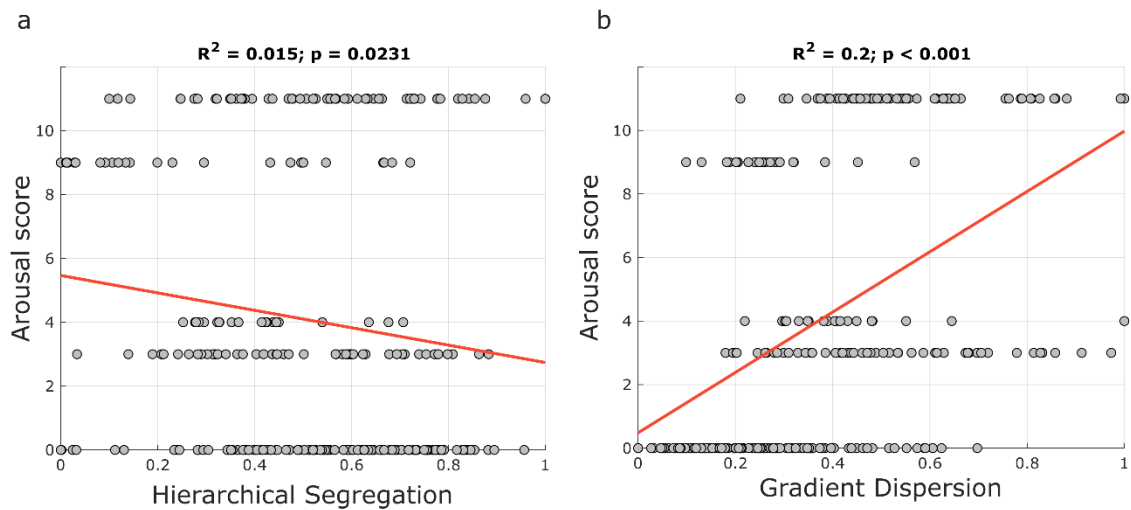 a
R² = 0.015; p = 0.0231
Arousal score
10
8
6
4
2
0
0 0.2 0.4 0.6 0.8 1
Hierarchical Segregation
b
R² = 0.2; p < 0.001
Arousal score
10
8
6
4
2
0
0 0.2 0.4 0.6 0.8 1
Gradient Dispersion